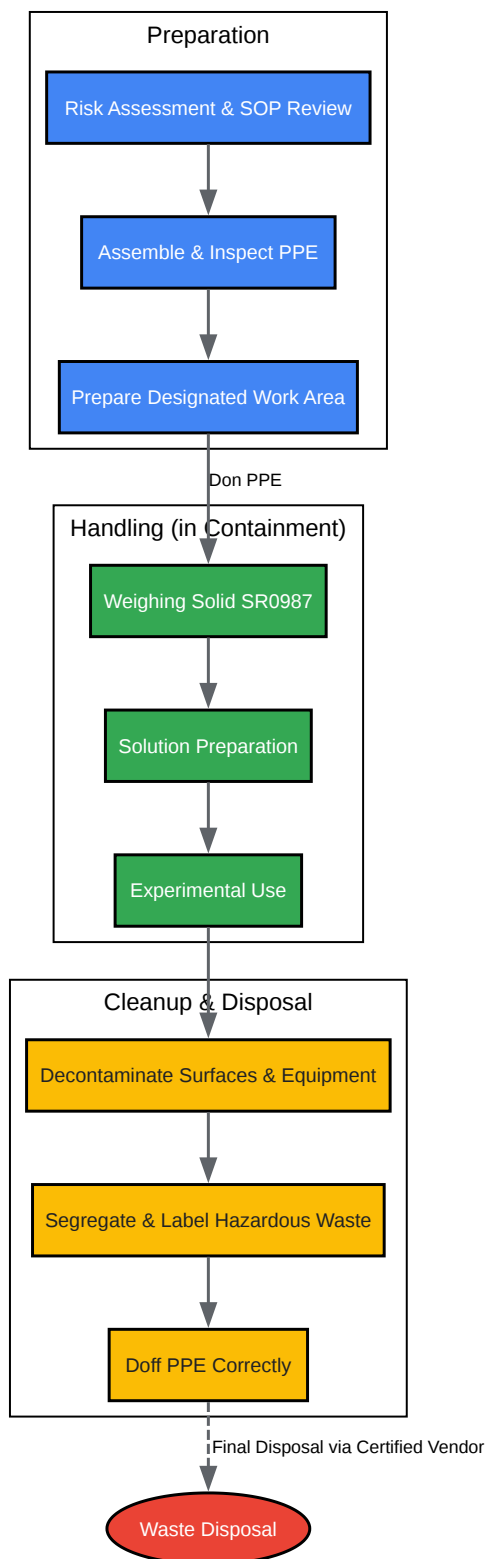 Preparation
Risk Assessment & SOP Review
Assemble & Inspect PPE
Prepare Designated Work Area
Don PPE
Handling (in Containment)
Weighing Solid SR0987
Solution Preparation
Experimental Use
Cleanup & Disposal
Decontaminate Surfaces & Equipment
Segregate & Label Hazardous Waste
Doff PPE Correctly
Final Disposal via Certified Vendor
Waste Disposal